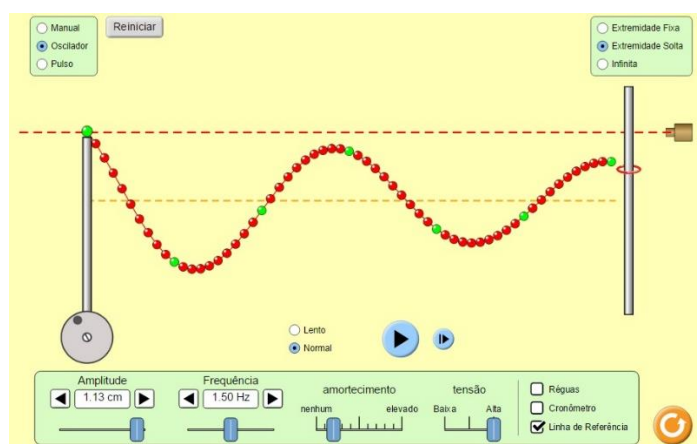 Manual
Oscilador
Pulso
Reiniciar
Extremidade Fixa
Extremidade Solta
Infinita
Lento
Normal
Amplitude
1.13 cm
Frequência
1.50 Hz
amortecimento
nenhum elevado
tensão
Baixa Alta
Réguas
Cronômetro
Linha de Referência